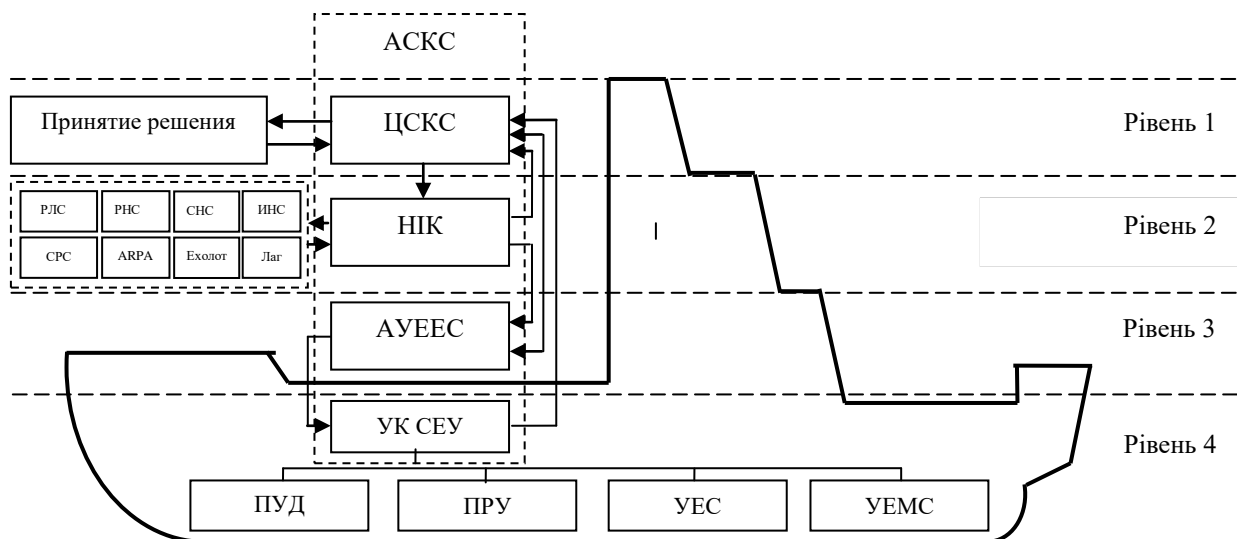 АСКС
Принятие решения
ЦСКС
Рівень 1
РЛС
РНС
СНС
ИНС
НІК
Рівень 2
СРС
ARPA
Ехолот
Лаг
АУЕЕС
Рівень 3
УК СЕУ
Рівень 4
ПУД
ПРУ
УЕС
УЕМС